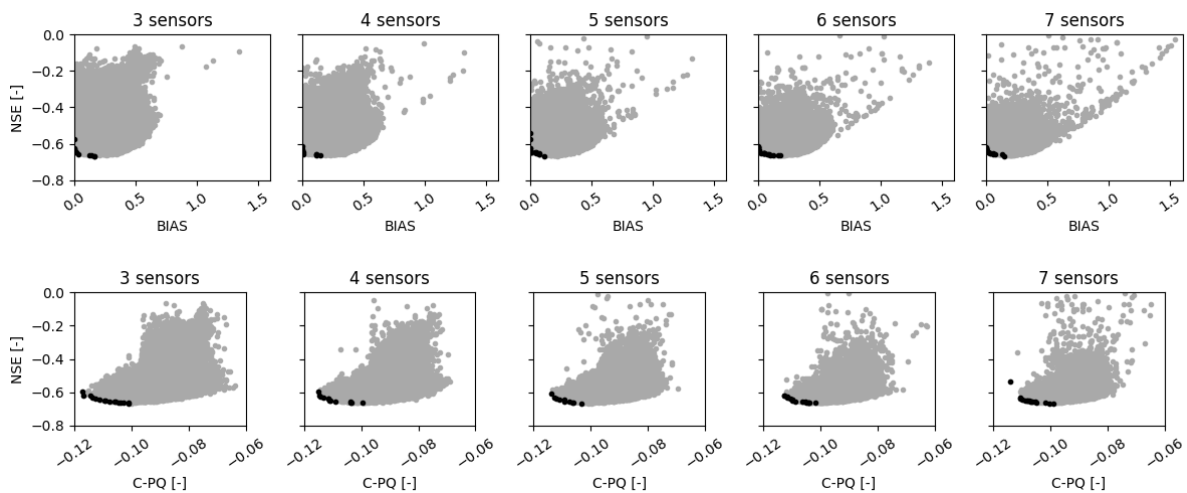 3 sensors 4 sensors 5 sensors 6 sensors 7 sensors
NSE [-]
0.0
−0.2
−0.4
−0.6
−0.8
0.0 0.5 1.0 1.5 0.0 0.5 1.0 1.5 0.0 0.5 1.0 1.5 0.0 0.5 1.0 1.5 0.0 0.5 1.0 1.5
BIAS BIAS BIAS BIAS BIAS
3 sensors 4 sensors 5 sensors 6 sensors 7 sensors
NSE [-]
0.0
−0.2
−0.4
−0.6
−0.8
−0.12 −0.10 −0.08 −0.06 −0.12 −0.10 −0.08 −0.06 −0.12 −0.10 −0.08 −0.06 −0.12 −0.10 −0.08 −0.06 −0.12 −0.10 −0.08 −0.06
C-PQ [-] C-PQ [-] C-PQ [-] C-PQ [-] C-PQ [-]